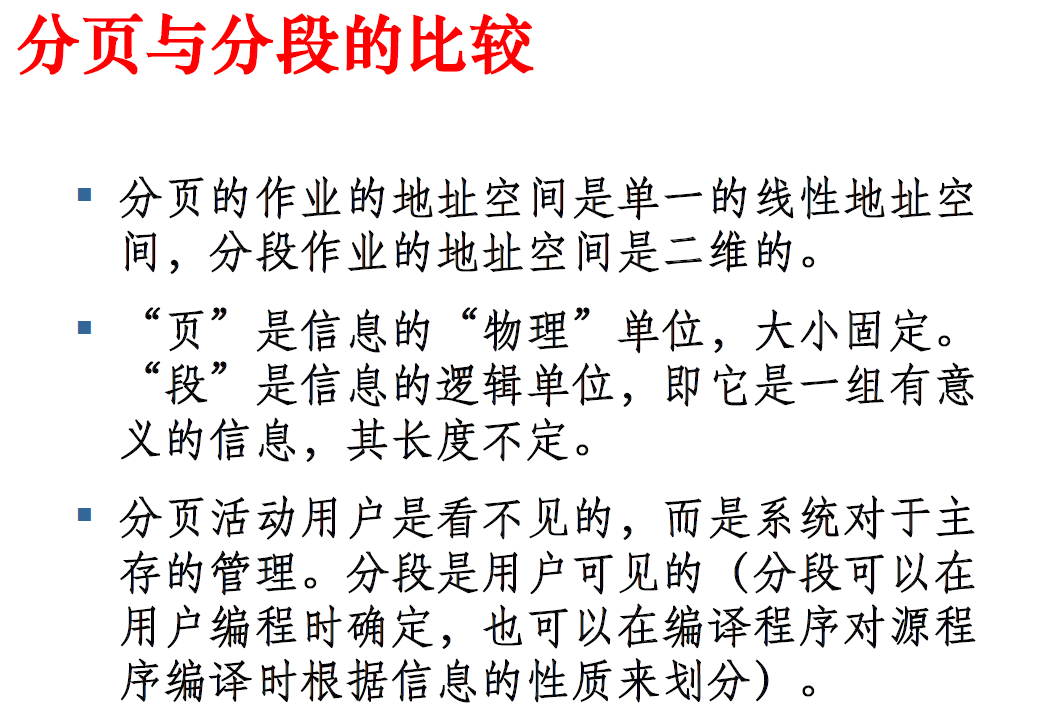 分页与分段的比较
分页的作业的地址空间是单一的线性地址空
间，分段作业的地址空间是二维的。
“页”是信息的“物理”单位，大小固定。
“段”是信息的逻辑单位，即它是一组有意
义的信息，其长度不定。
分页活动用户是看不见的，而是系统对于主
存的管理。分段是用户可见的（分段可以在
用户编程时确定，也可以在编译程序对源程
序编译时根据信息的性质来划分）。